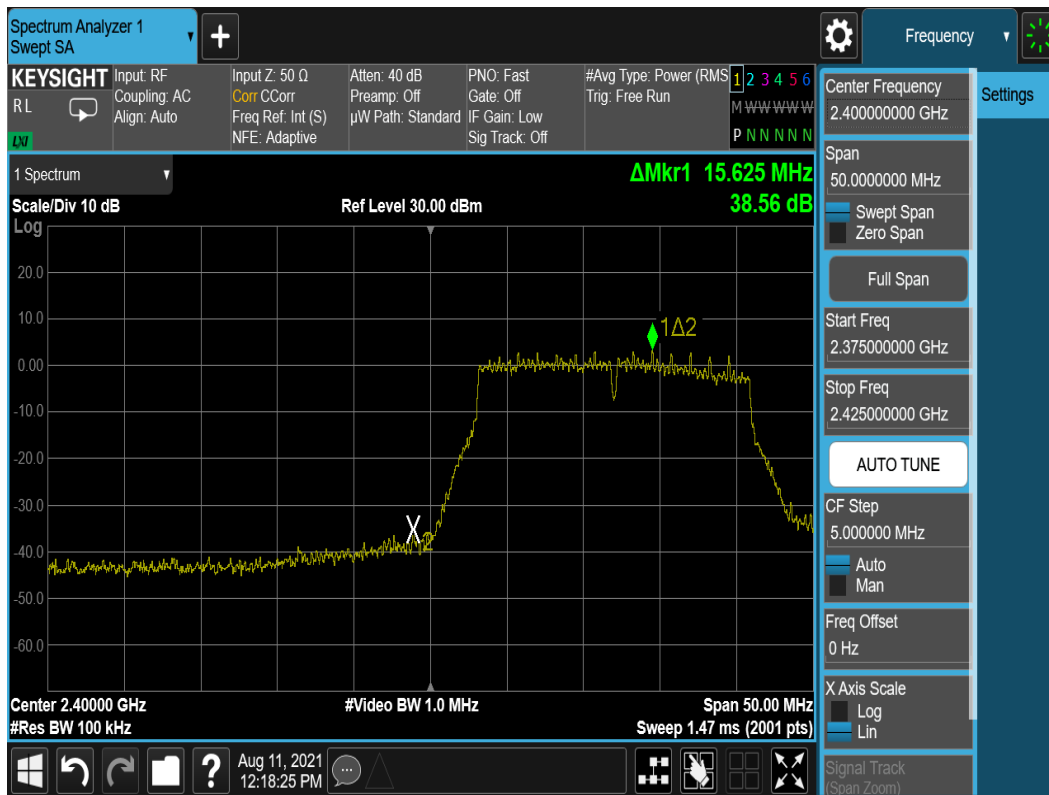 Spectrum Analyzer 1
Swept SA
Frequency
KEYSIGHT
RL
LXI
Input: RF
Coupling: AC
Align: Auto
Input Z: 50 Ω
Corr CCorr
Freq Ref: Int (S)
NFE: Adaptive
Atten: 40 dB
Preamp: Off
µW Path: Standard
PNO: Fast
Gate: Off
IF Gain: Low
Sig Track: Off
#Avg Type: Power (RMS
Trig: Free Run
1 2 3 4 5 6
M W W W W W
P N N N N N
Settings
1 Spectrum
ΔMkr1 15.625 MHz
38.56 dB
Scale/Div 10 dB
Ref Level 30.00 dBm
Log
20.0
10.0
0.00
-10.0
-20.0
-30.0
-40.0
-50.0
-60.0
1Δ2
X2
Center 2.40000 GHz
#Video BW 1.0 MHz
Span 50.00 MHz
#Res BW 100 kHz
Sweep 1.47 ms (2001 pts)
Center Frequency
2.400000000 GHz
Span
50.0000000 MHz
Swept Span
Zero Span
Full Span
Start Freq
2.375000000 GHz
Stop Freq
2.425000000 GHz
AUTO TUNE
CF Step
5.000000 MHz
Auto
Man
Freq Offset
0 Hz
X Axis Scale
Log
Lin
Signal Track
(Span Zoom)
?
Aug 11, 2021
12:18:25 PM